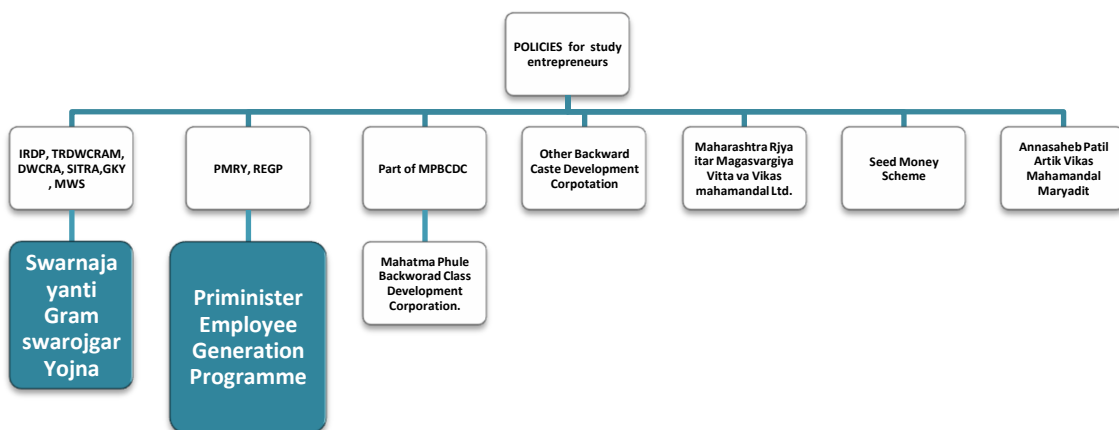 POLICIES for study
entrepreneurs
IRDP, TRDWCRAM,
DWCRA, SITRA,GKY
, MWS
PMRY, REGP
Part of MPBCDC
Other Backward
Caste Development
Corpotation
Maharashtra Rjya
itar Magasvargiya
Vitta va Vikas
mahamandal Ltd.
Seed Money
Scheme
Annasaheb Patil
Artik Vikas
Mahamandal
Maryadit
Swarnaja
yanti
Gram
swarojgar
Yojna
Priminister
Employee
Generation
Programme
Mahatma Phule
Backworad Class
Development
Corporation.